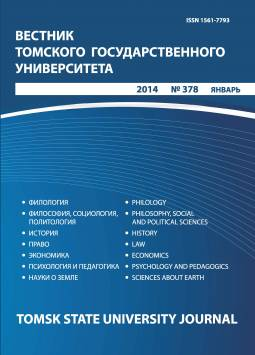 ISSN 1561-7793
ВЕСТНИК
ТОМСКОГО ГОСУДАРСТВЕННОГО
УНИВЕРСИТЕТА
2014 № 378 ЯНВАРЬ
• ФИЛОЛОГИЯ • PHILOLOGY
• ФИЛОСОФИЯ, СОЦИОЛОГИЯ, • PHILOSOPHY, SOCIAL
ПОЛИТОЛОГИЯ AND POLITICAL SCIENCES
• ИСТОРИЯ • HISTORY
• ПРАВО • LAW
• ЭКОНОМИКА • ECONOMICS
• ПСИХОЛОГИЯ И ПЕДАГОГИКА • PSYCHOLOGY AND PEDAGOGICS
• НАУКИ О ЗЕМЛЕ • SCIENCES ABOUT EARTH
TOMSK STATE UNIVERSITY JOURNAL